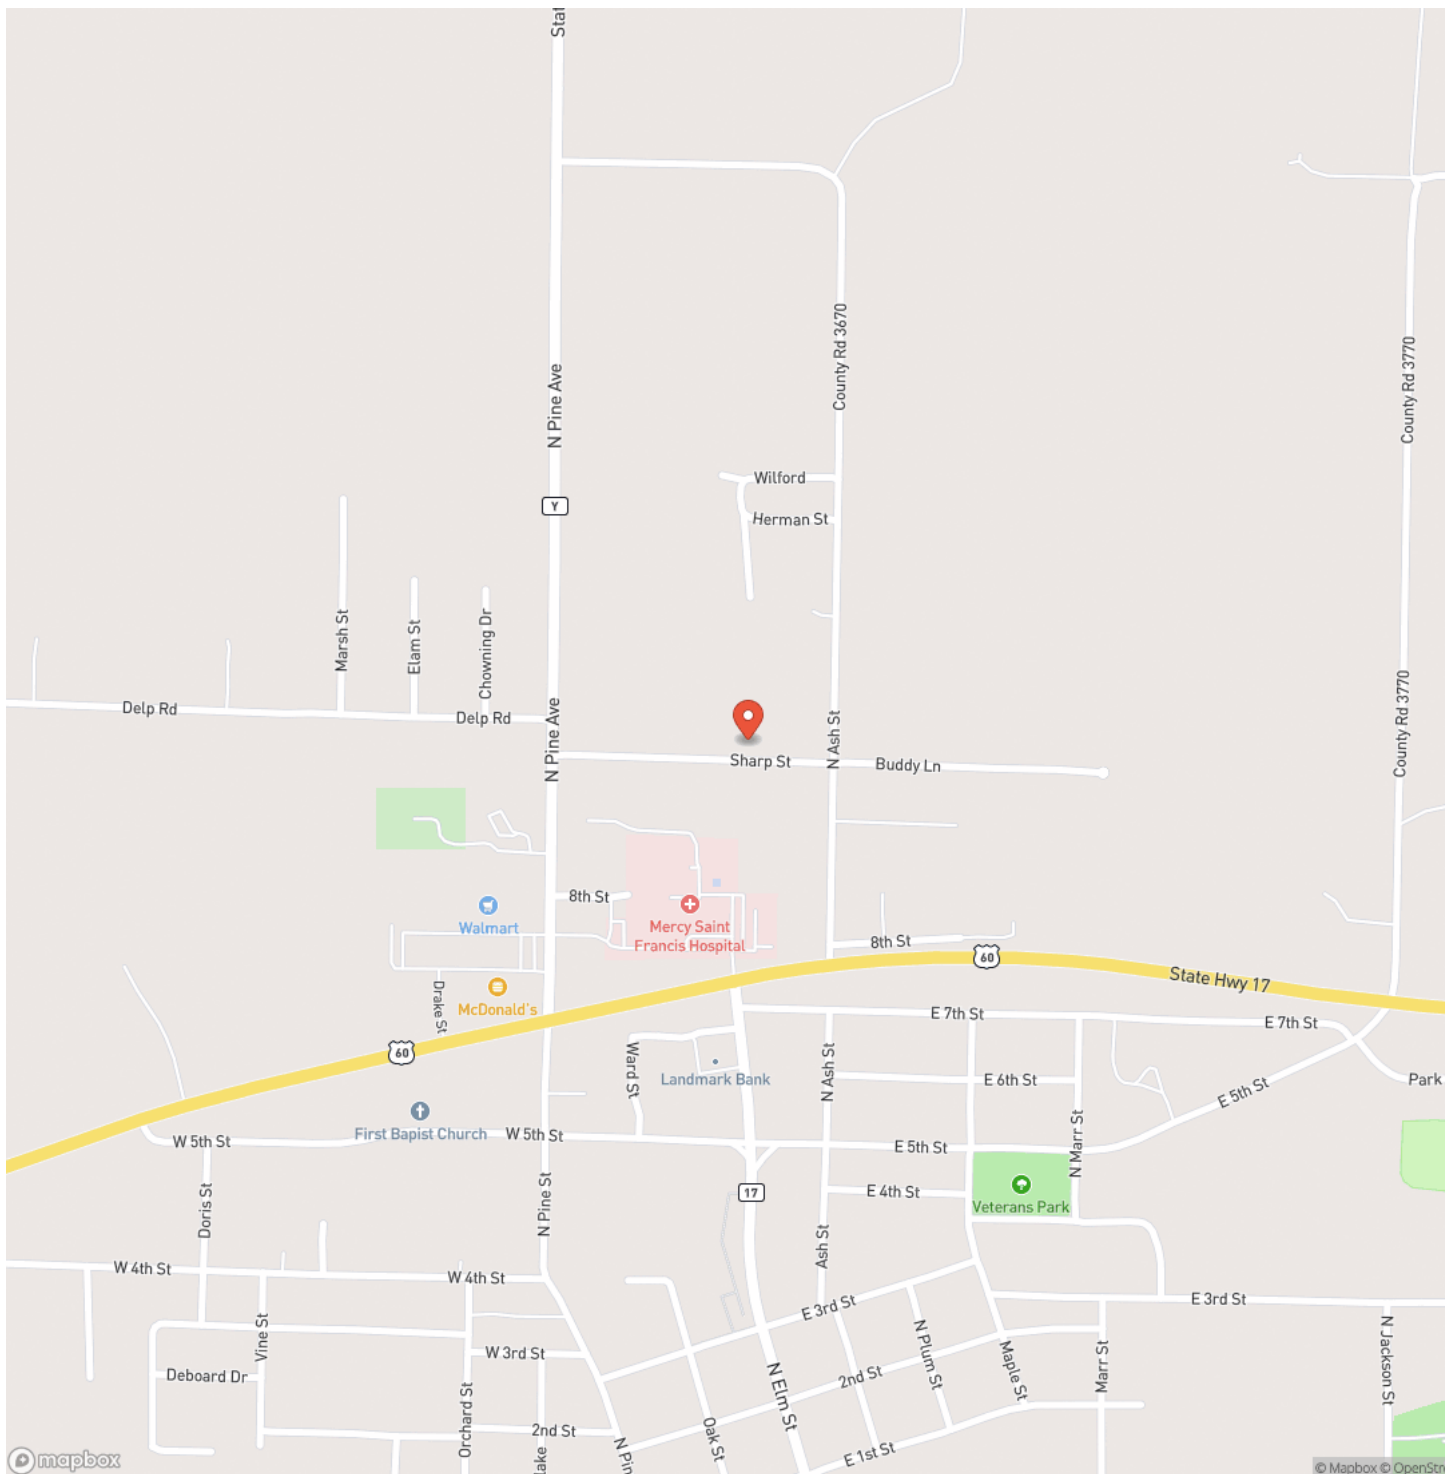 Stat
N Pine Ave
County Rd 3670
County Rd 3770
Wilford
Y
Herman St
Marsh St
Elam St
Chowning Dr
Delp Rd
Delp Rd
N Pine Ave
N Ash St
County Rd 3770
Sharp St
Buddy Ln
8th St
Walmart
Mercy Saint
Francis Hospital
8th St
60
State Hwy 17
Drake St
McDonald's
E 7th St
E 7th St
60
Ward St
Landmark Bank
N Ash St
E 6th St
E 5th St
Park
First Bapist Church
W 5th St
W 5th St
E 5th St
N Marr St
Doris St
N Pine St
17
E 4th St
Veterans Park
Ash St
W 4th St
W 4th St
E 3rd St
E 3rd St
Vine St
W 3rd St
N Plum St
Maple St
Marr St
N Jackson St
Deboard Dr
Orchard St
N Elm St
2nd St
2nd St
Oak St
E 1st St
lake
N Pin
mapbox
© Mapbox © OpenStre